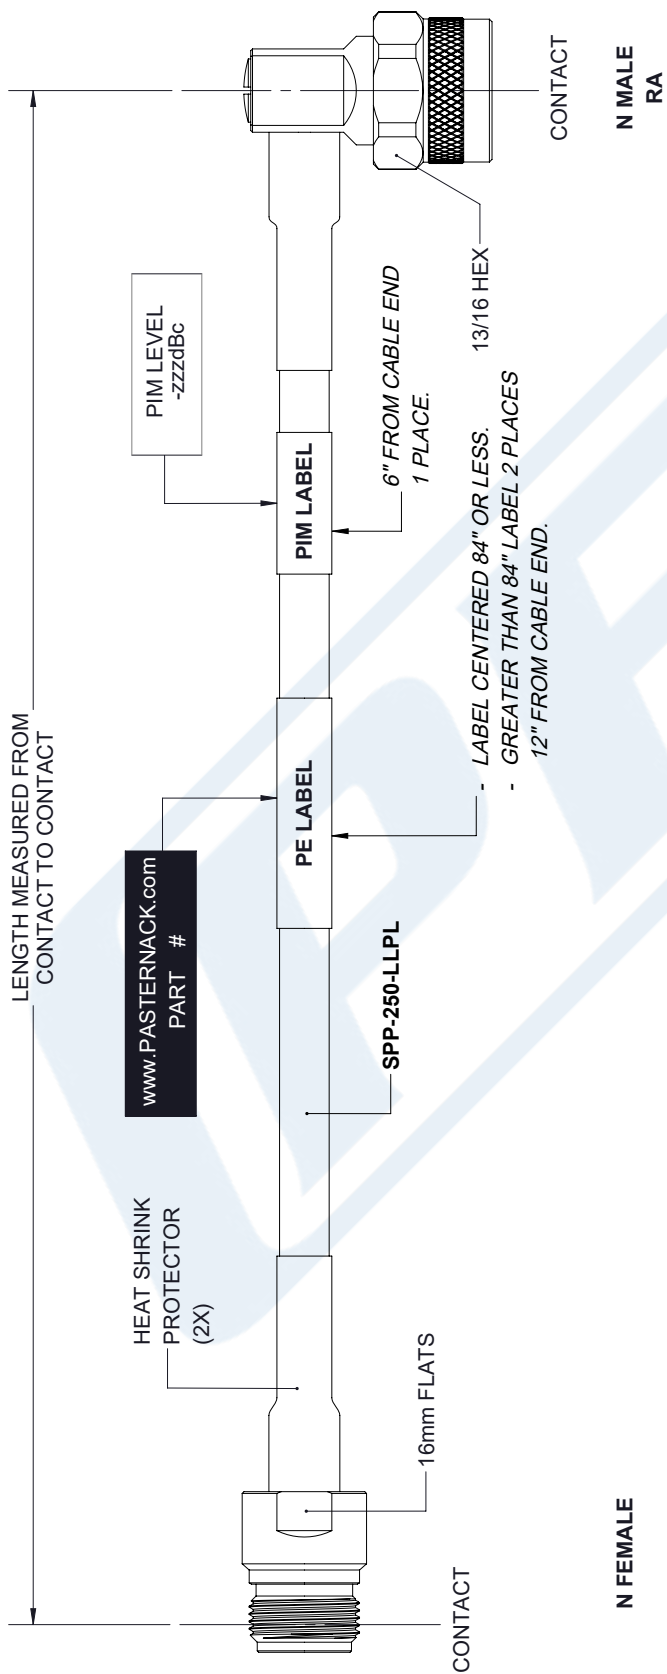 LENGTH MEASURED FROM
CONTACT TO CONTACT
www.PASTERNACK.com
PART #
PIM LEVEL
-zzzdBc
HEAT SHRINK
PROTECTOR
(2X)
PE LABEL
PIM LABEL
16mm FLATS
SPP-250-LLPL
6" FROM CABLE END
1 PLACE.
- LABEL CENTERED 84" OR LESS.
- GREATER THAN 84" LABEL 2 PLACES
12" FROM CABLE END.
13/16 HEX
CONTACT
CONTACT
N FEMALE
N MALE
RA